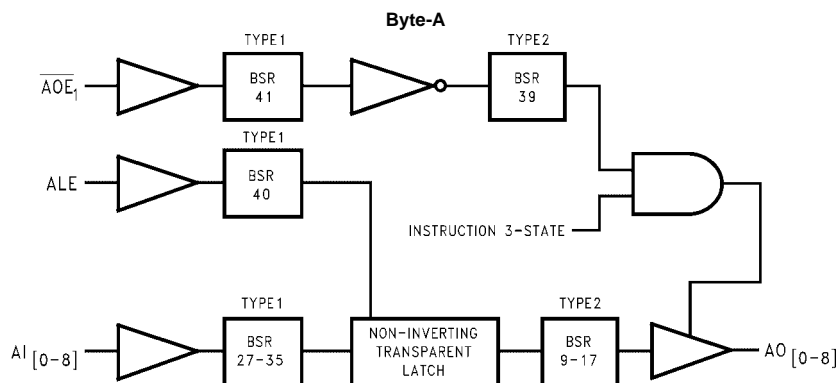 Byte-A
TYPE1
TYPE2
AOE1
BSR
41
BSR
39
TYPE1
ALE
BSR
40
INSTRUCTION 3-STATE
TYPE1
TYPE2
AI[0-8]
BSR
27-35
NON-INVERTING
TRANSPARENT
LATCH
BSR
9-17
AO[0-8]